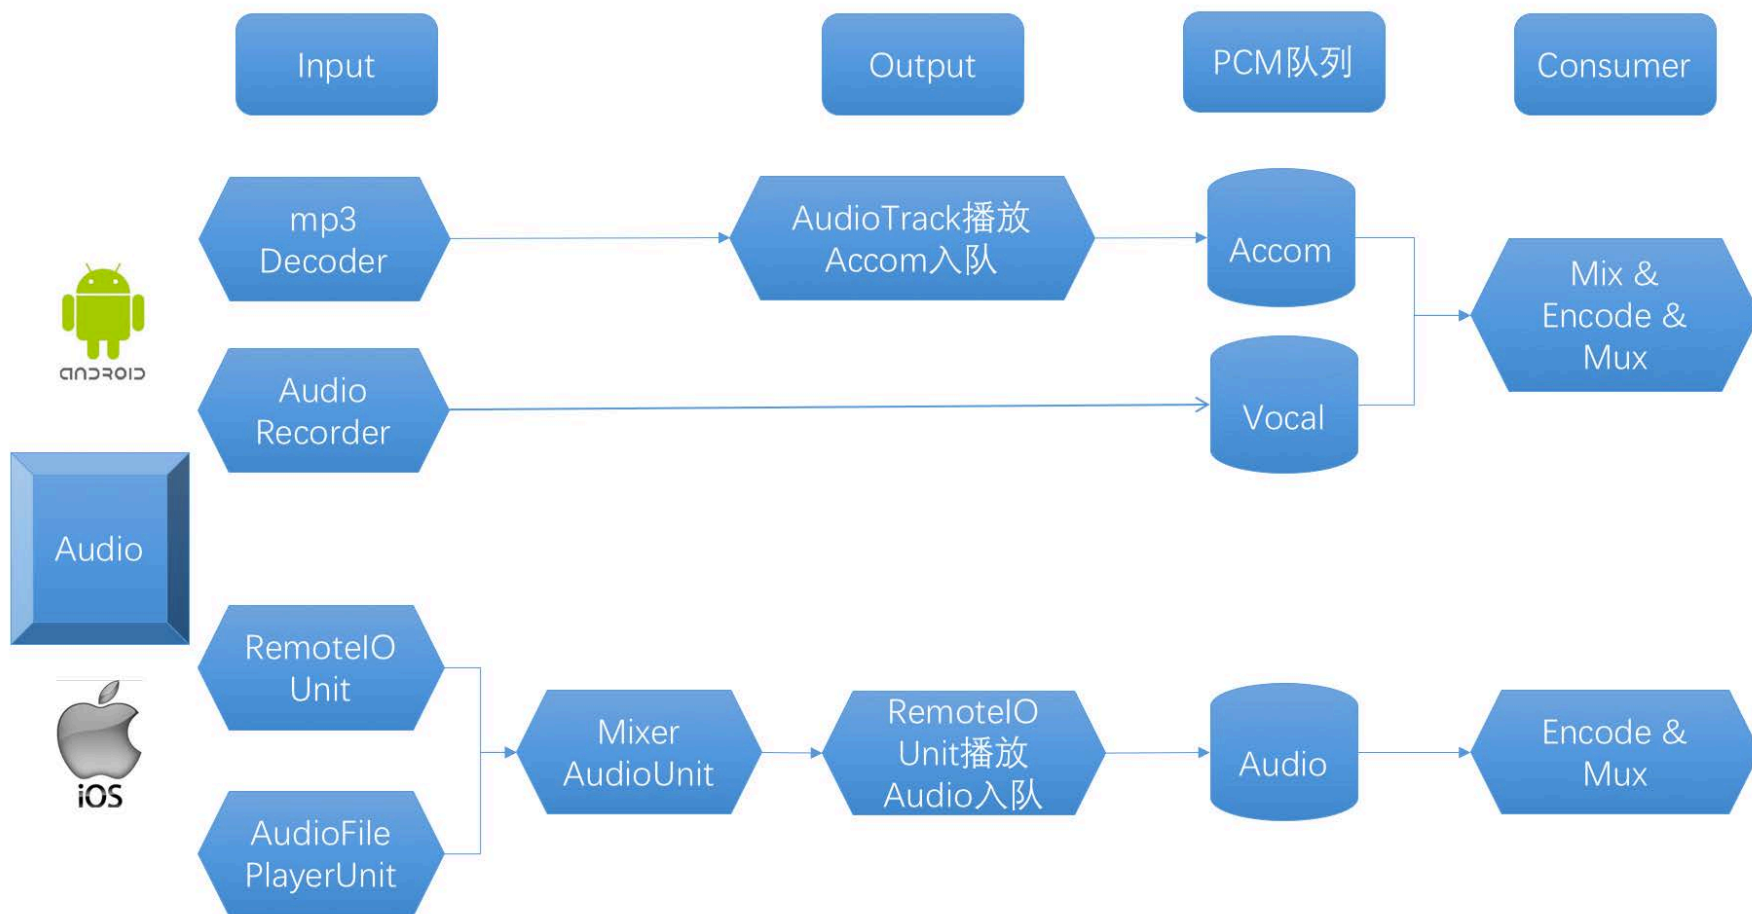 Input
Output
PCM队列
Consumer
mp3
Decoder
AudioTrack播放
Accom入队
Accom
Mix &
Encode &
Mux
ANDROID
Audio
Recorder
Vocal
Audio
RemoteIO
Unit
iOS
Mixer
AudioUnit
RemoteIO
Unit播放
Audio入队
Audio
Encode &
Mux
AudioFile
PlayerUnit